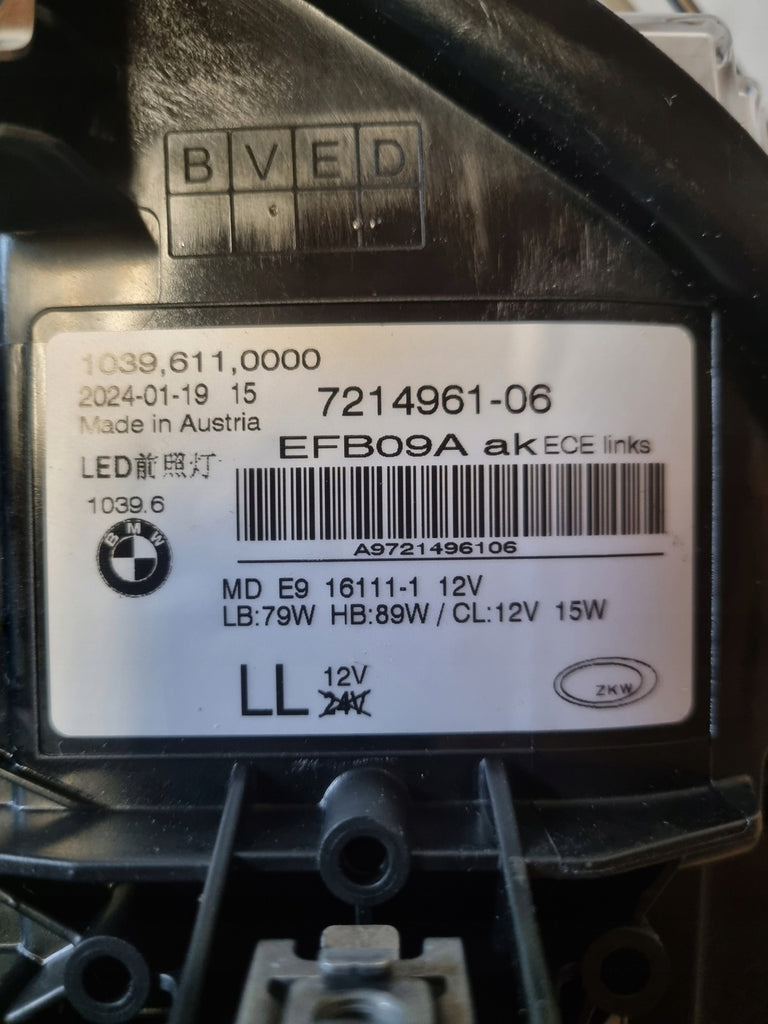 B V E D
1039,611,0000
2024-01-19 15
7214961-06
Made in Austria
EFB09A ak ECE links
LED前照灯
1039.6
BMW
A9721496106
MD E9 16111-1 12V
LB:79W HB:89W / CL:12V 15W
LL 12V
24V
ZKW